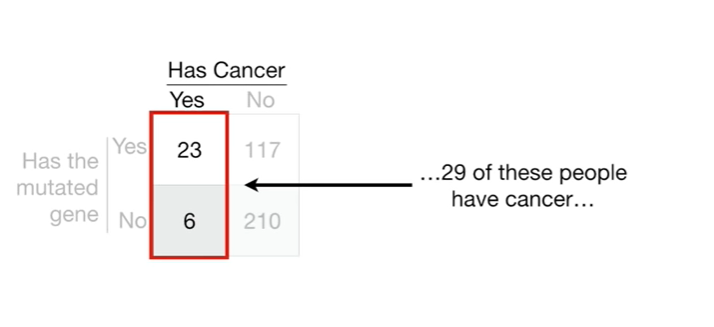 Has Cancer
Yes No
Has the
mutated
gene
Yes 23 117
No 6 210
…29 of these people
have cancer…